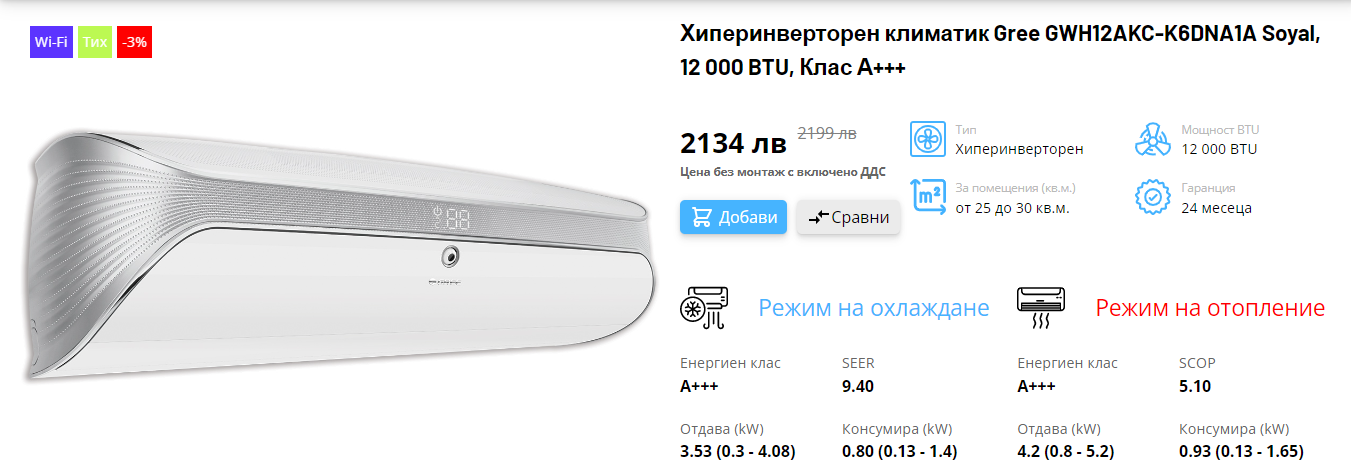 Wi-Fi Тих -3%
Хиперинверторен климатик Gree GWH12AKC-K6DNA1A Soyal,
12 000 BTU, Клас А+++
2134 лв 2199 лв
Цена без монтаж с включено ДДС
Добави Сравни
Тип
Хиперинверторен
Мощност BTU
12 000 BTU
m²
За помещения (кв.м.)
от 25 до 30 кв.м.
Гаранция
24 месеца
Режим на охлаждане
Енергиен клас SEER
A+++ 9.40
Отдава (kW) Консумира (kW)
3.53 (0.3 - 4.08) 0.80 (0.13 - 1.4)
Режим на отопление
Енергиен клас SCOP
A+++ 5.10
Отдава (kW) Консумира (kW)
4.2 (0.8 - 5.2) 0.93 (0.13 - 1.65)